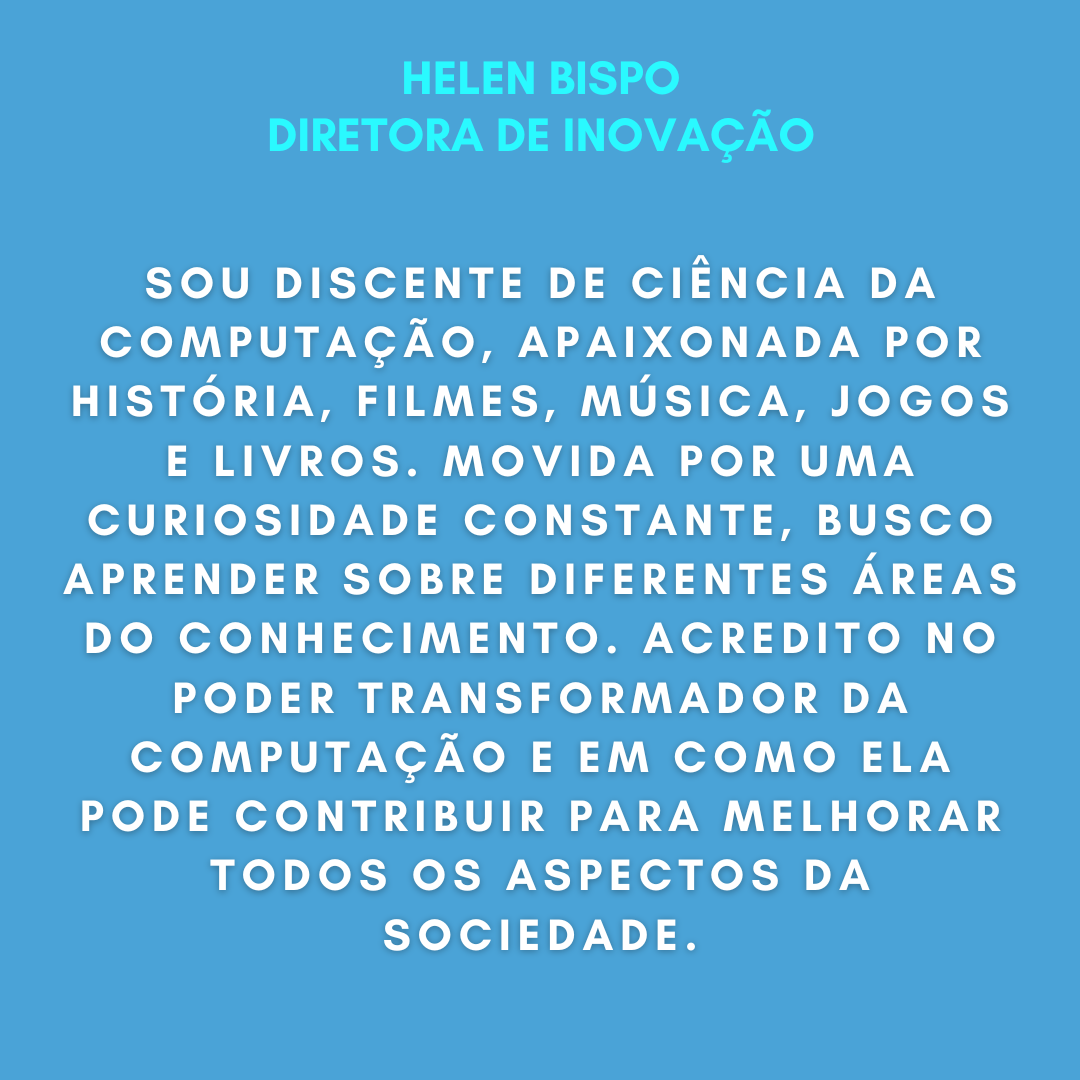 HELEN BISPO
DIRETORA DE INOVAÇÃO
SOU DISCENTE DE CIÊNCIA DA
COMPUTAÇÃO, APAIXONADA POR
HISTÓRIA, FILMES, MÚSICA, JOGOS
E LIVROS. MOVIDA POR UMA
CURIOSIDADE CONSTANTE, BUSCO
APRENDER SOBRE DIFERENTES ÁREAS
DO CONHECIMENTO. ACREDITO NO
PODER TRANSFORMADOR DA
COMPUTAÇÃO E EM COMO ELA
PODE CONTRIBUIR PARA MELHORAR
TODOS OS ASPECTOS DA
SOCIEDADE.